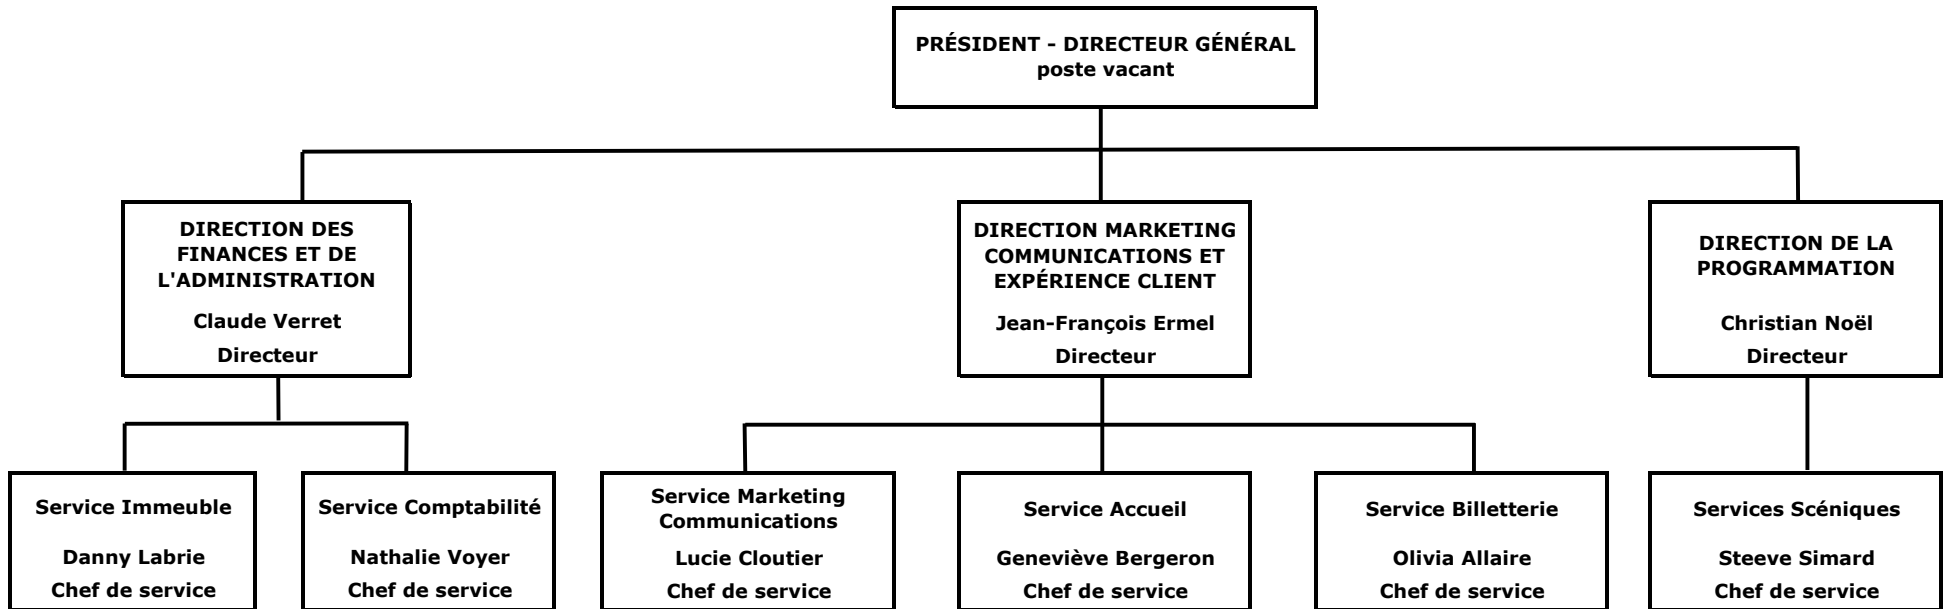 PRÉSIDENT - DIRECTEUR GÉNÉRAL
poste vacant
DIRECTION DES
FINANCES ET DE
L'ADMINISTRATION
Claude Verret
Directeur
DIRECTION MARKETING
COMMUNICATIONS ET
EXPÉRIENCE CLIENT
Jean-François Ermel
Directeur
DIRECTION DE LA
PROGRAMMATION
Christian Noël
Directeur
Service Immeuble
Danny Labrie
Chef de service
Service Comptabilité
Nathalie Voyer
Chef de service
Service Marketing
Communications
Lucie Cloutier
Chef de service
Service Accueil
Geneviève Bergeron
Chef de service
Service Billetterie
Olivia Allaire
Chef de service
Services Scéniques
Steeve Simard
Chef de service